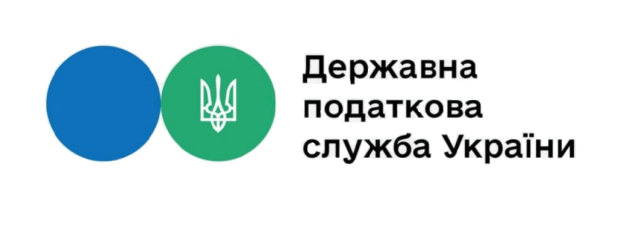 Державна
податкова
служба України